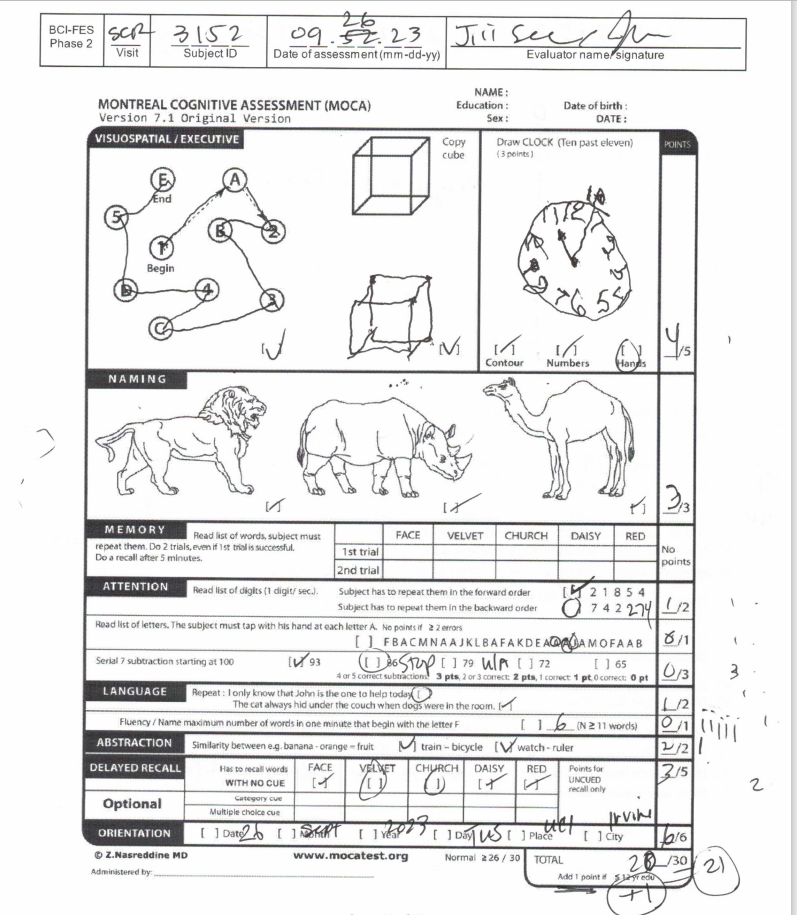 BCI-FES Phase 2
SCR 3152 09.26.23
Visit Subject ID Date of assessment (mm-dd-yy) Evaluator name/signature
NAME :
MONTREAL COGNITIVE ASSESSMENT (MOCA) Education : Date of birth :
Version 7.1 Original Version Sex : DATE :
VISUOSPATIAL / EXECUTIVE Copy cube Draw CLOCK (Ten past eleven) (3 points) POINTS
E A
End
5 B 2
1
Begin
D 4 3
C
[✓] [✓] [✓] [✓] [ ] 4/5
Contour Numbers Hands
NAMING
[✓] [✓] [✓] 3/3
MEMORY Read list of words, subject must repeat them. Do 2 trials, even if 1st trial is successful. Do a recall after 5 minutes.
FACE VELVET CHURCH DAISY RED
1st trial No points
2nd trial
ATTENTION Read list of digits (1 digit/ sec.). Subject has to repeat them in the forward order [✓] 2 1 8 5 4
Subject has to repeat them in the backward order 7 4 2 274 1/2
Read list of letters. The subject must tap with his hand at each letter A. No points if ≥ 2 errors
[ ] F B A C M N A A J K L B A F A K D E A A A J A M O F A A B /1
Serial 7 subtraction starting at 100 [✓] 93 [ ] 86 STOP [ ] 79 [ ] 72 [ ] 65 0/3
4 or 5 correct subtractions: 3 pts, 2 or 3 correct: 2 pts, 1 correct: 1 pt, 0 correct: 0 pt 3
LANGUAGE Repeat : I only know that John is the one to help today. [ ]
The cat always hid under the couch when dogs were in the room. [✓] 1/2
Fluency / Name maximum number of words in one minute that begin with the letter F [ ] 6 (N ≥ 11 words) 0/1
ABSTRACTION Similarity between e.g. banana - orange = fruit [✓] train – bicycle [✓] watch - ruler 2/2
DELAYED RECALL Has to recall words WITH NO CUE FACE VELVET CHURCH DAISY RED Points for UNCUED recall only 3/5
[✓] [ ] [ ] [✓] [✓] 2
Optional Category cue
Multiple choice cue
ORIENTATION [ ] Date 26 [ ] Month Sept [ ] Year 2023 [ ] Day [ ] Place UCI [ ] City Irvine 6/6
© Z.Nasreddine MD www.mocatest.org Normal ≥ 26 / 30 TOTAL /30 21
Administered by: Add 1 point if ≤ 12 yr edu
+1